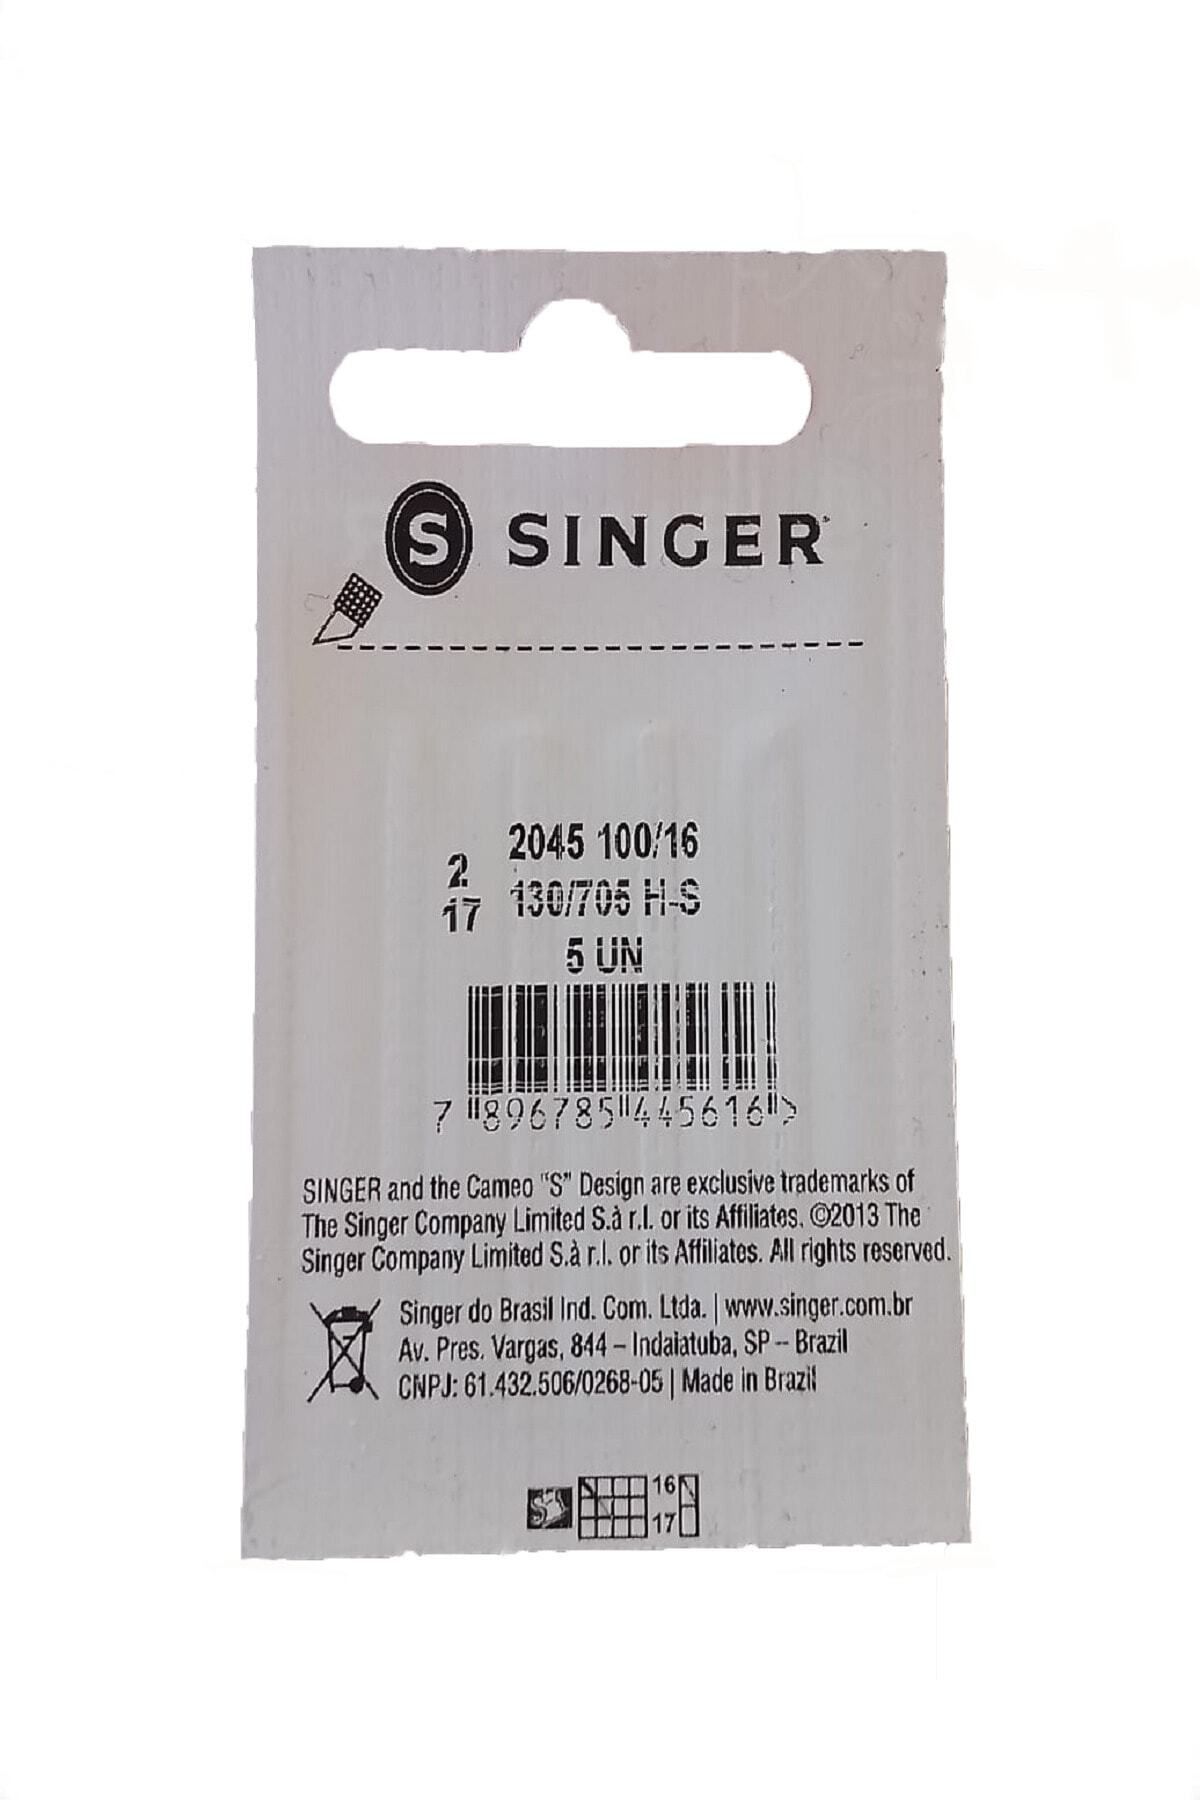 S SINGER
2045 100/16
2
130/705 H-S
17
5 UN
7 896785 445616 >
SINGER and the Cameo "S" Design are exclusive trademarks of
The Singer Company Limited S.à r.l. or its Affiliates. ©2013 The
Singer Company Limited S.à r.l. or its Affiliates. All rights reserved.
Singer do Brasil Ind. Com. Ltda. | www.singer.com.br
Av. Pres. Vargas, 844 – Indaiatuba, SP – Brazil
CNPJ: 61.432.506/0268-05 | Made in Brazil
16
17